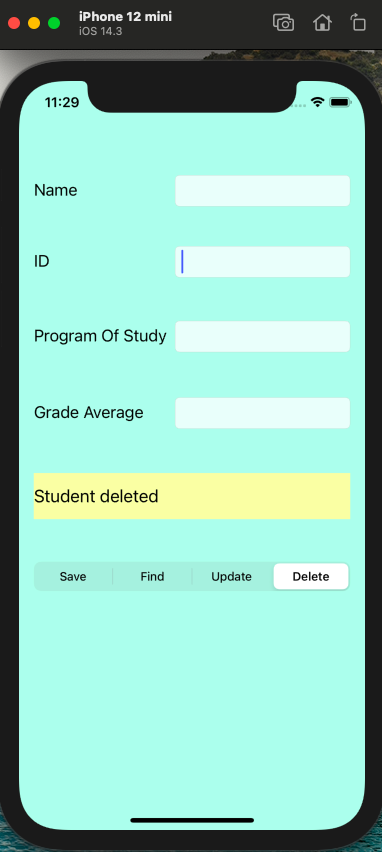 iPhone 12 mini
iOS 14.3
11:29
Name
ID
Program Of Study
Grade Average
Student deleted
Save Find Update Delete